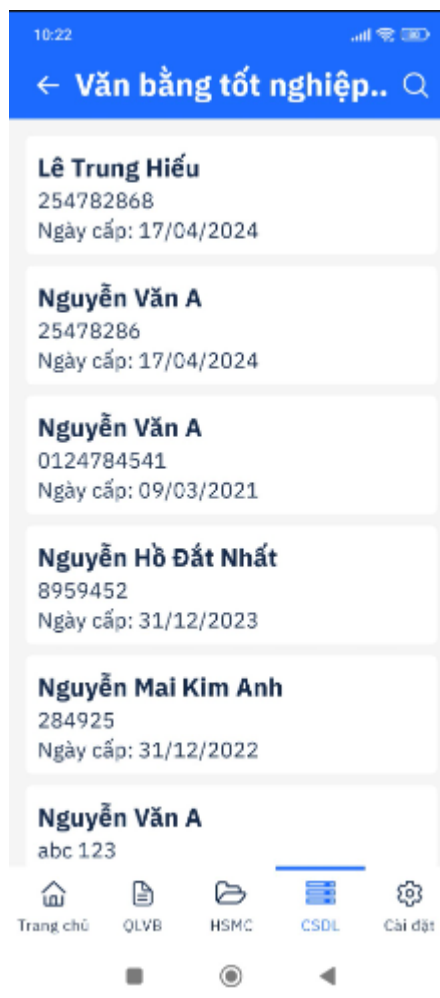 10:22
Văn bằng tốt nghiệp..
Lê Trung Hiếu
254782868
Ngày cấp: 17/04/2024
Nguyễn Văn A
25478286
Ngày cấp: 17/04/2024
Nguyễn Văn A
0124784541
Ngày cấp: 09/03/2021
Nguyễn Hồ Đắt Nhất
8959452
Ngày cấp: 31/12/2023
Nguyễn Mai Kim Anh
284925
Ngày cấp: 31/12/2022
Nguyễn Văn A
abc 123
Trang chủ QLVB HSMC CSDL Cài đặt